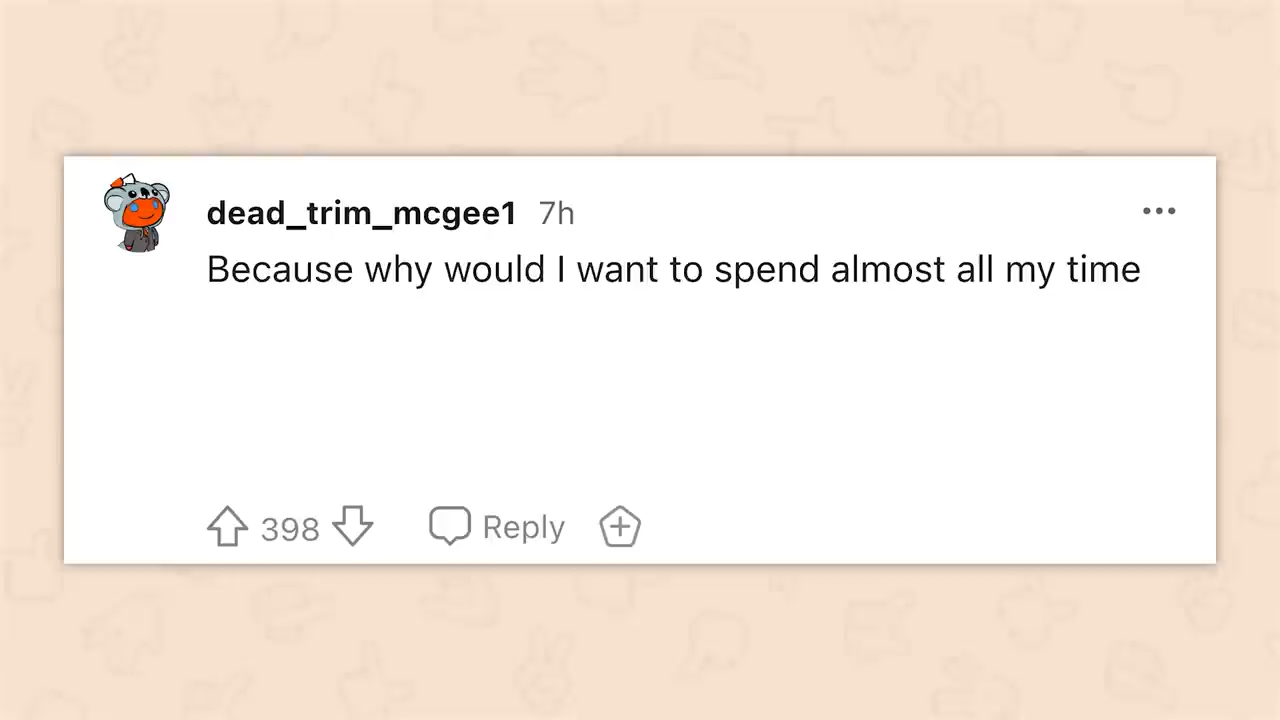 dead_trim_mcgee1 7h
Because why would I want to spend almost all my time
398 Reply